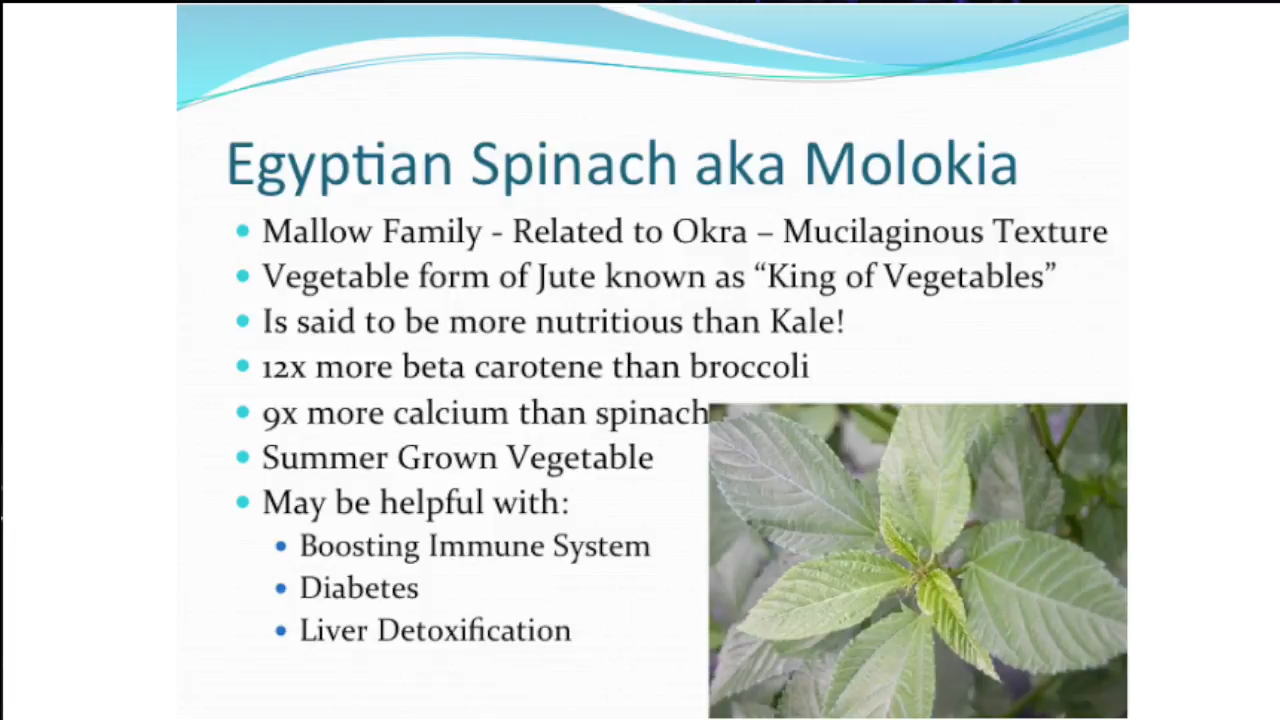 Egyptian Spinach aka Molokia
• Mallow Family - Related to Okra – Mucilaginous Texture
• Vegetable form of Jute known as “King of Vegetables”
• Is said to be more nutritious than Kale!
• 12x more beta carotene than broccoli
• 9x more calcium than spinach
• Summer Grown Vegetable
• May be helpful with:
• Boosting Immune System
• Diabetes
• Liver Detoxification